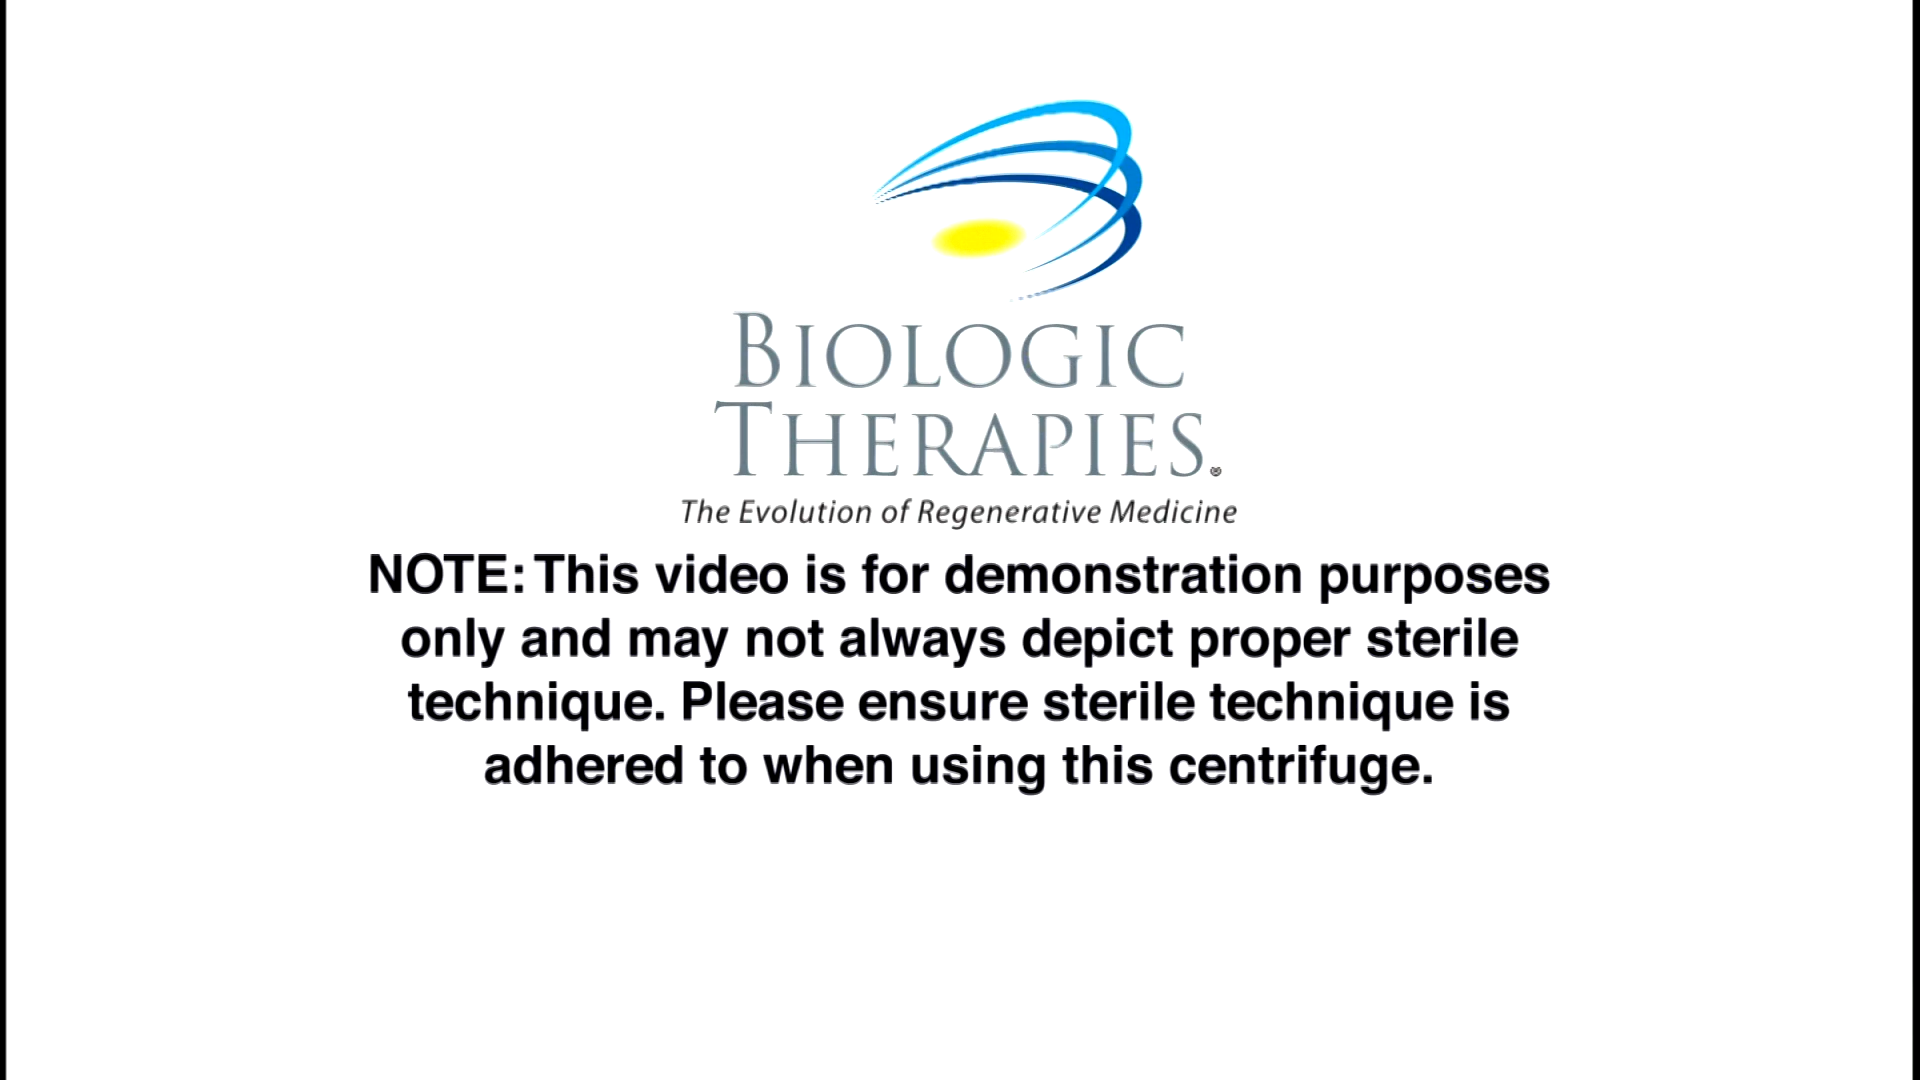 BIOLOGIC
THERAPIES®
The Evolution of Regenerative Medicine
NOTE: This video is for demonstration purposes
only and may not always depict proper sterile
technique. Please ensure sterile technique is
adhered to when using this centrifuge.